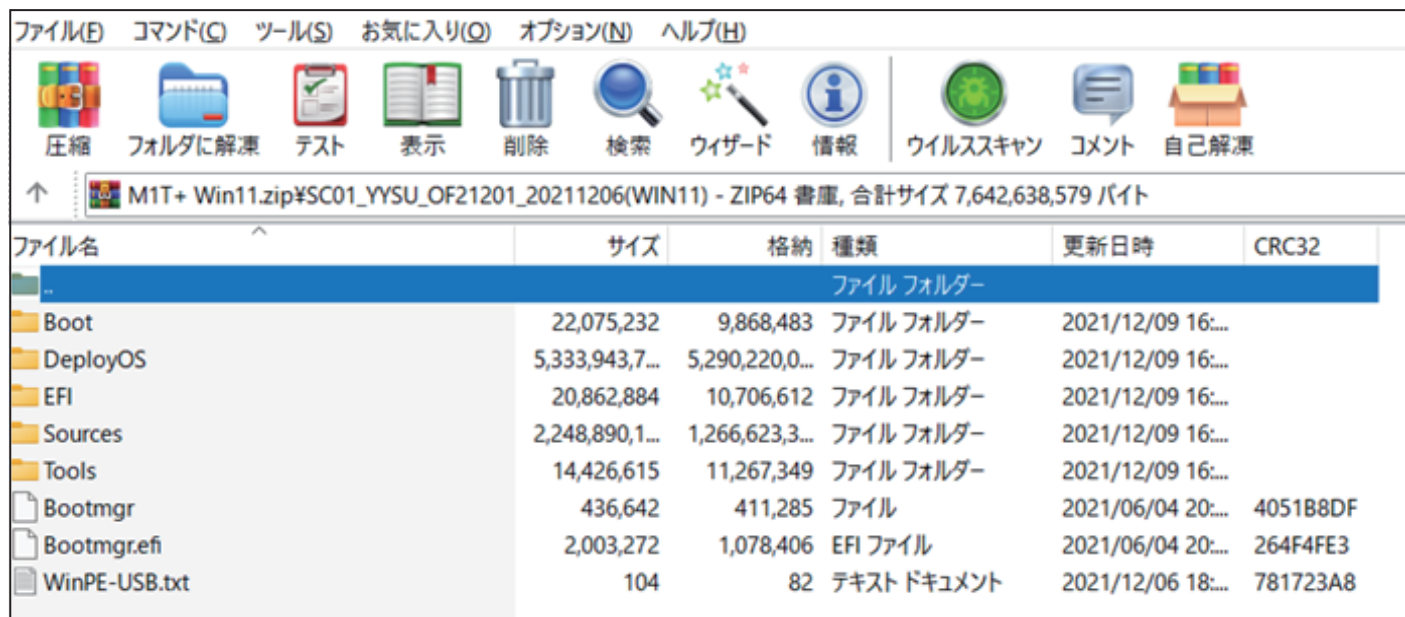 ファイル(F) コマンド(C) ツール(S) お気に入り(O) オプション(N) ヘルプ(H)
圧縮 フォルダに解凍 テスト 表示 削除 検索 ウィザード 情報 ウイルススキャン コメント 自己解凍
M1T+ Win11.zip¥SC01_YYSU_OF21201_20211206(WIN11) - ZIP64 書庫, 合計サイズ 7,642,638,579 バイト
ファイル名 サイズ 格納 種類 更新日時 CRC32
.. ファイル フォルダー
Boot 22,075,232 9,868,483 ファイル フォルダー 2021/12/09 16:...
DeployOS 5,333,943,7... 5,290,220,0... ファイル フォルダー 2021/12/09 16:...
EFI 20,862,884 10,706,612 ファイル フォルダー 2021/12/09 16:...
Sources 2,248,890,1... 1,266,623,3... ファイル フォルダー 2021/12/09 16:...
Tools 14,426,615 11,267,349 ファイル フォルダー 2021/12/09 16:...
Bootmgr 436,642 411,285 ファイル 2021/06/04 20:... 4051B8DF
Bootmgr.efi 2,003,272 1,078,406 EFI ファイル 2021/06/04 20:... 264F4FE3
WinPE-USB.txt 104 82 テキスト ドキュメント 2021/12/06 18:... 781723A8